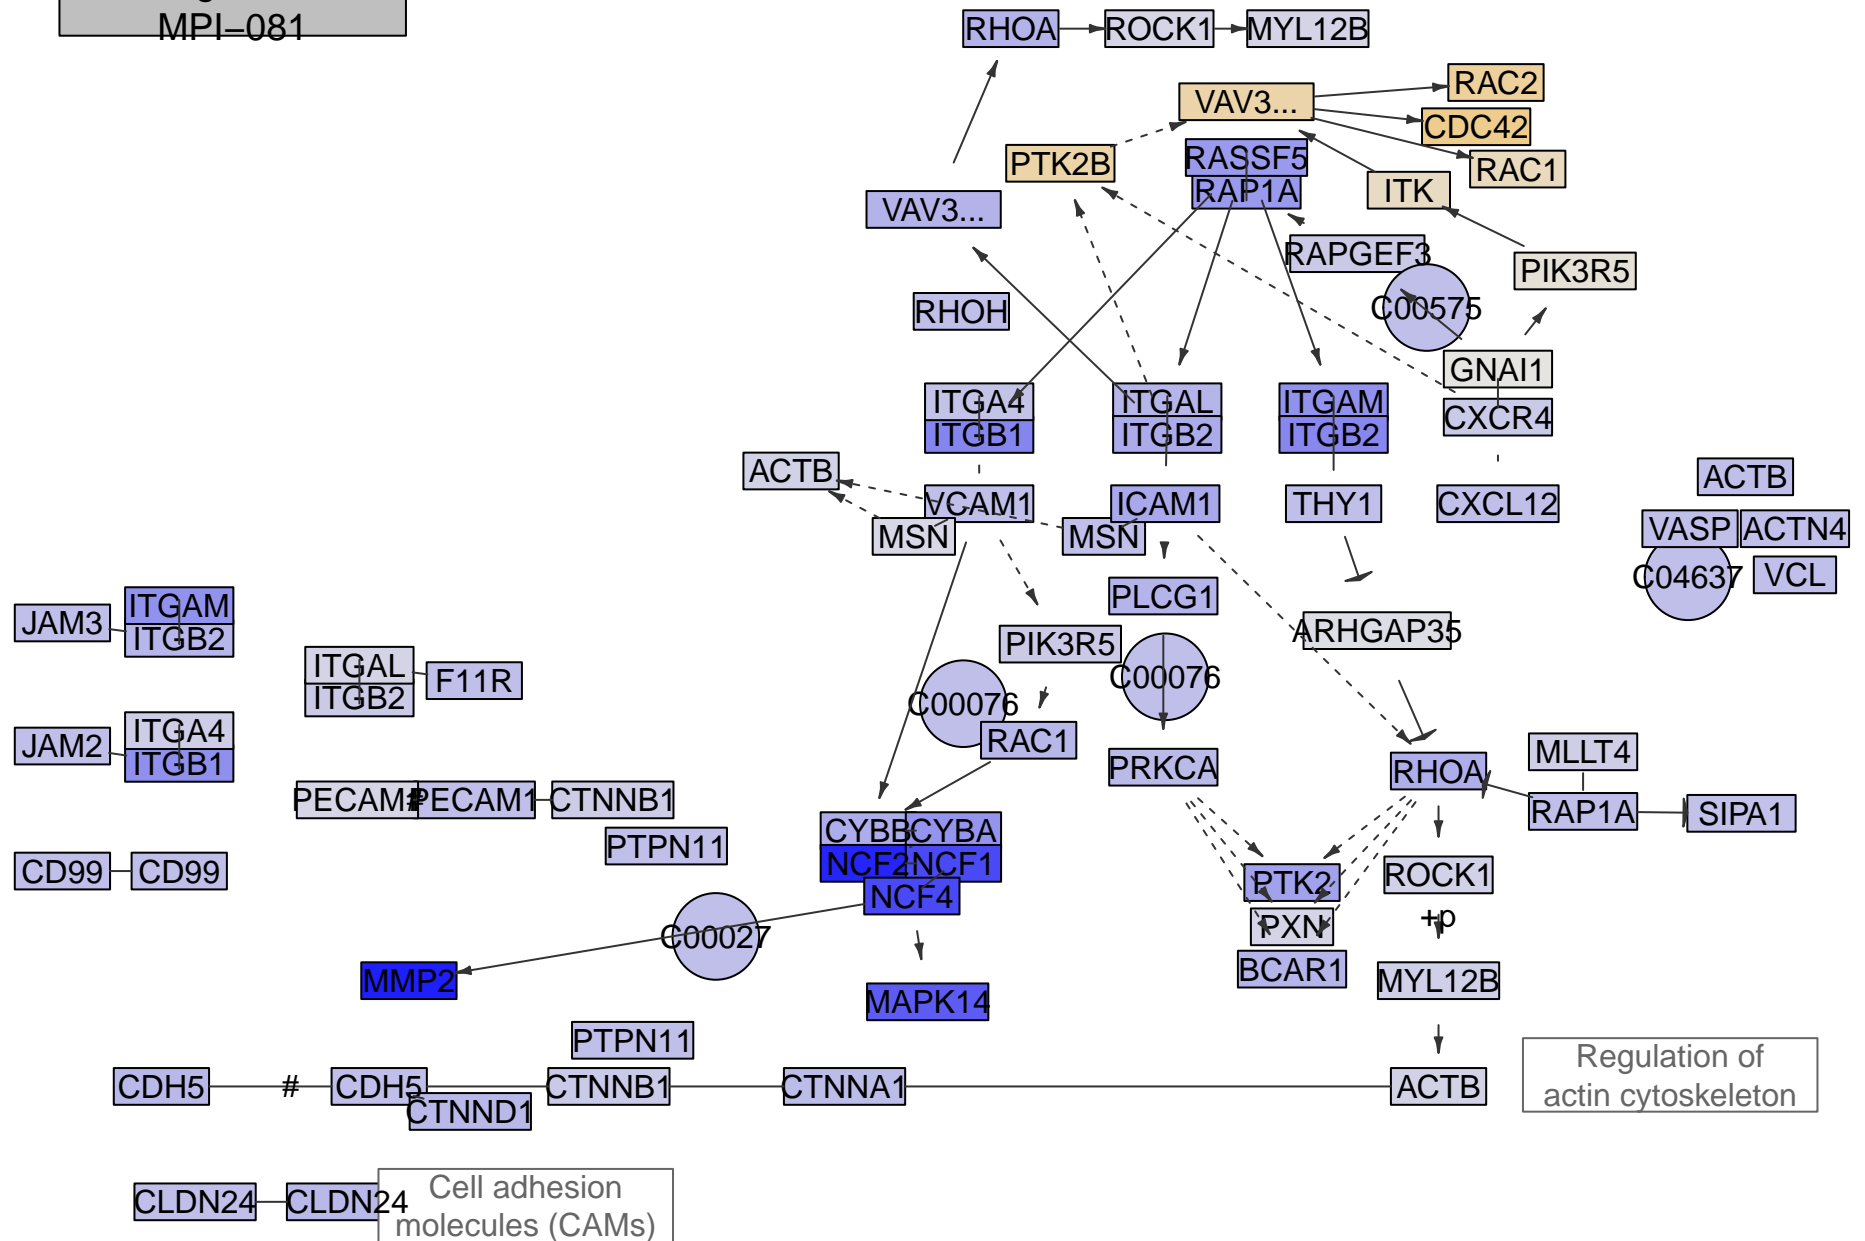 MPI−081
RHOA
ROCK1
MYL12B
RAC2
VAV3...
CDC42
RASSF5
PTK2B
RAC1
RAP1A
ITK
VAV3...
RAPGEF3
PIK3R5
C00575
RHOH
GNAI1
ITGA4
ITGAL
ITGAM
CXCR4
ITGB1
ITGB2
ITGB2
ACTB
ACTB
VCAM1
ICAM1
THY1
CXCL12
MSN
MSN
VASP
ACTN4
C04637
VCL
PLCG1
ITGAM
JAM3
ITGB2
ARHGAP35
PIK3R5
ITGAL
F11R
C00076
ITGB2
C00076
ITGA4
JAM2
RAC1
ITGB1
PRKCA
RHOA
MLLT4
PECAM1
#
PECAM1
CTNNB1
RAP1A
SIPA1
CYBB
CYBA
PTPN11
NCF2
NCF1
CD99
CD99
PTK2
ROCK1
NCF4
+p
PXN
C00027
BCAR1
MMP2
MYL12B
MAPK14
PTPN11
CDH5
#
CDH5
CTNNB1
CTNNA1
ACTB
CTNND1
Regulation of
actin cytoskeleton
CLDN24
CLDN24
Cell adhesion
molecules (CAMs)